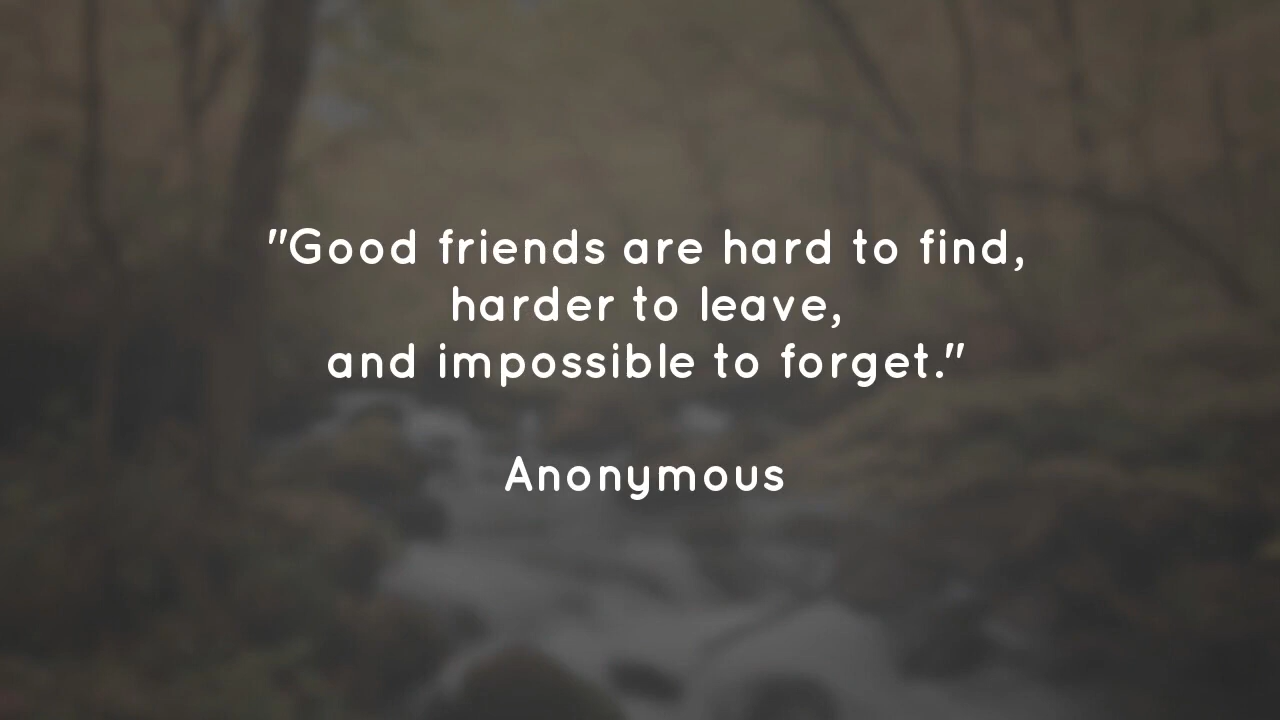 "Good friends are hard to find,
harder to leave,
and impossible to forget."
Anonymous